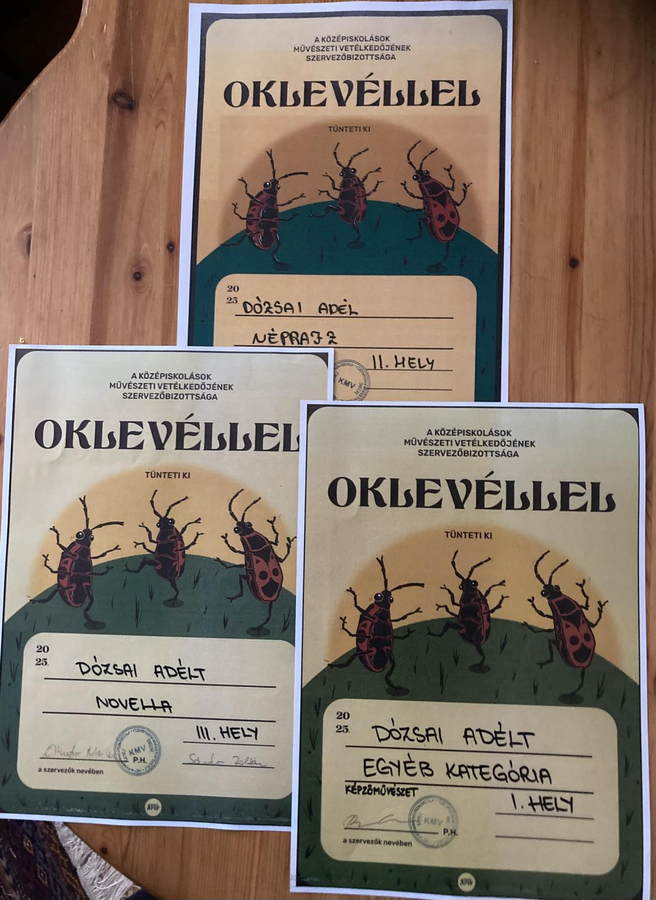 A KÖZÉPISKOLÁSOK
MŰVÉSZETI VETÉLKEDŐJÉNEK
SZERVEZŐBIZOTTSÁGA
OKLEVÉLLEL
TÜNTETI KI
20
25
DÓZSAI ADÉL
NÉPRAJZ
II. HELY
KMV
A KÖZÉPISKOLÁSOK
MŰVÉSZETI VETÉLKEDŐJÉNEK
SZERVEZŐBIZOTTSÁGA
OKLEVÉLLEL
TÜNTETI KI
20
25.
DÓZSAI ADÉLT
NOVELLA
III. HELY
KMV
P.H.
a szervezők nevében
A KÖZÉPISKOLÁSOK
MŰVÉSZETI VETÉLKEDŐJÉNEK
SZERVEZŐBIZOTTSÁGA
OKLEVÉLLEL
TÜNTETI KI
20
25.
DÓZSAI ADÉLT
EGYÉB KATEGÓRIA
KÉPZŐMŰVÉSZET
I. HELY
KMV
P.H.
a szervezők nevében